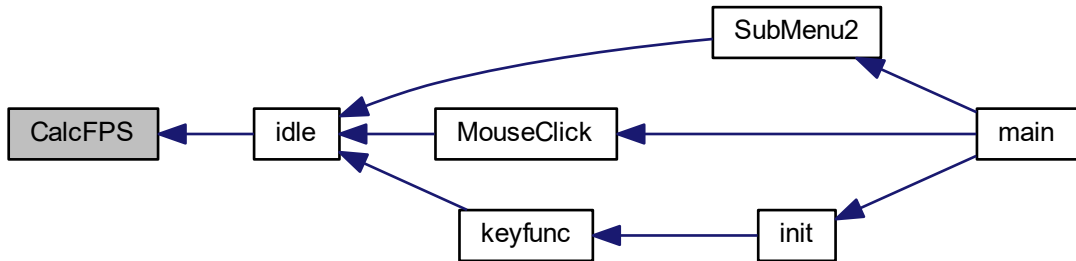 SubMenu2
CalcFPS
idle
MouseClick
main
keyfunc
init